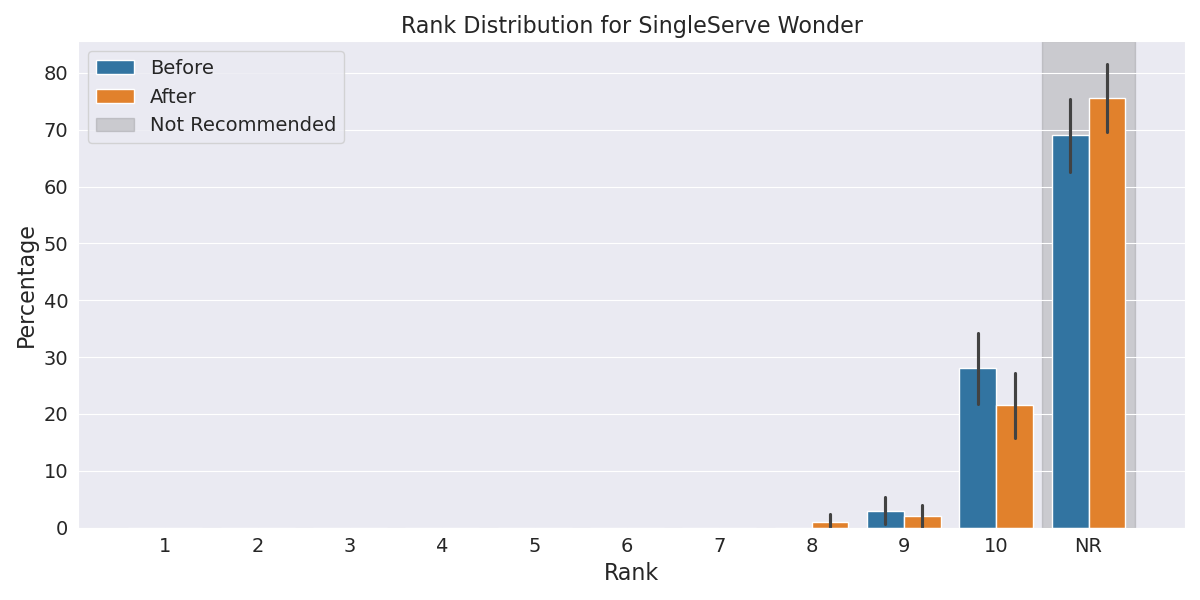 Rank Distribution for SingleServe Wonder
Before
After
Not Recommended
Percentage
80
70
60
50
40
30
20
10
0
1 2 3 4 5 6 7 8 9 10 NR
Rank